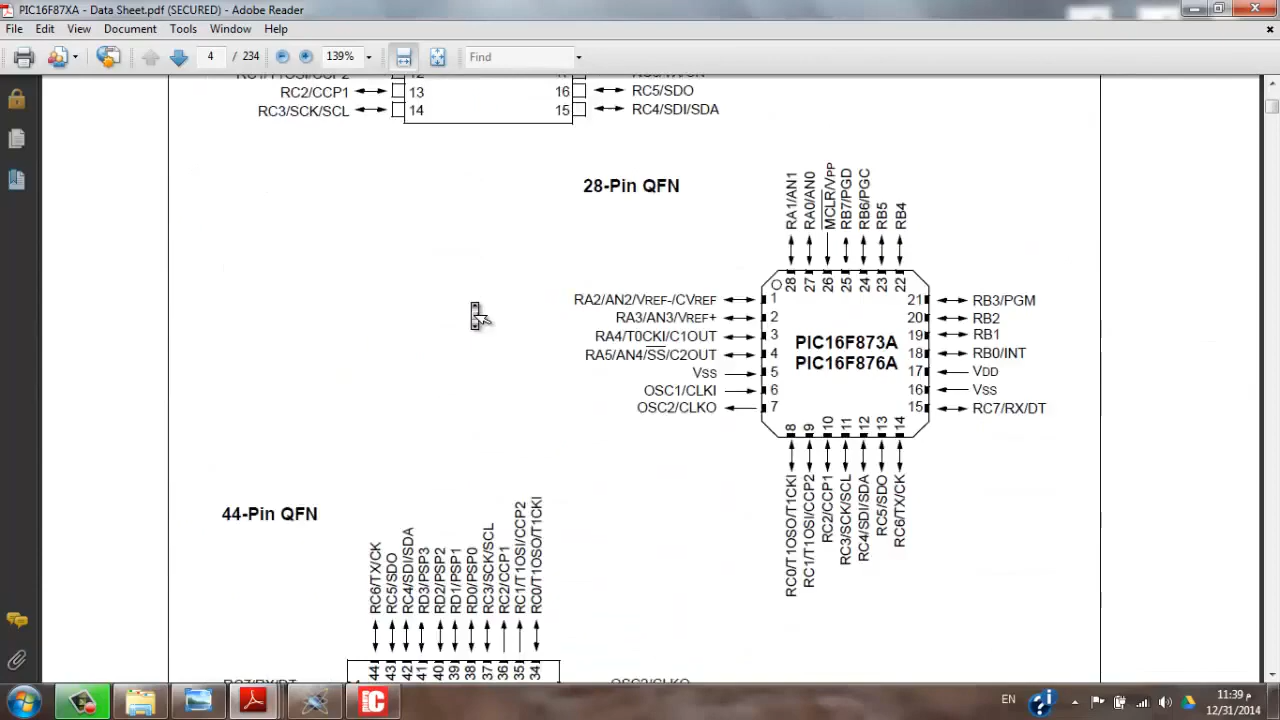 PIC16F87XA - Data Sheet.pdf (SECURED) - Adobe Reader
File Edit View Document Tools Window Help
4 / 234 139% Find
RC2/CCP1 13 16 RC5/SDO
RC3/SCK/SCL 14 15 RC4/SDI/SDA
28-Pin QFN
RA1/AN1
RA0/AN0
MCLR/VPP
RB7/PGD
RB6/PGC
RB5
RB4
28 27 26 25 24 23 22
RA2/AN2/VREF-/CVREF 1 21 RB3/PGM
RA3/AN3/VREF+ 2 20 RB2
RA4/T0CKI/C1OUT 3 19 RB1
RA5/AN4/SS/C2OUT 4 18 RB0/INT
VSS 5 17 VDD
OSC1/CLKI 6 16 VSS
OSC2/CLKO 7 15 RC7/RX/DT
PIC16F873A
PIC16F876A
8 9 10 11 12 13 14
RC0/T1OSO/T1CKI
RC1/T1OSI/CCP2
RC2/CCP1
RC3/SCK/SCL
RC4/SDI/SDA
RC5/SDO
RC6/TX/CK
44-Pin QFN
RC6/TX/CK
RC5/SDO
RC4/SDI/SDA
RD3/PSP3
RD2/PSP2
RD1/PSP1
RD0/PSP0
RC3/SCK/SCL
RC2/CCP1
RC1/T1OSI/CCP2
RC0/T1OSO/T1CKI
44 43 42 41 40 39 38 37 36 35 34
EN
11:39 م
12/31/2014